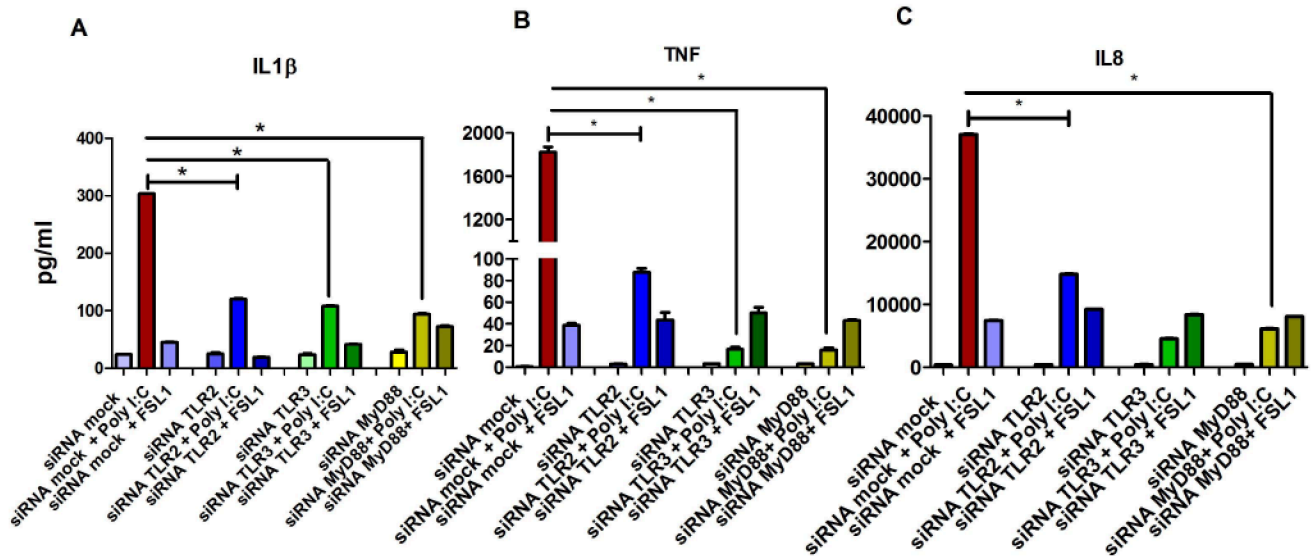 A
IL1β
pg/ml
400
300
200
100
0
*
*
*
siRNA mock
siRNA mock + Poly I:C
siRNA mock + FSL1
siRNA TLR2
siRNA TLR2 + Poly I:C
siRNA TLR2 + FSL1
siRNA TLR3
siRNA TLR3 + Poly I:C
siRNA TLR3 + FSL1
siRNA MyD88
siRNA MyD88+ Poly I:C
siRNA MyD88+ FSL1
B
TNF
2000
1600
1200
100
80
60
40
20
0
*
*
*
siRNA mock
siRNA mock + Poly I:C
siRNA mock + FSL1
siRNA TLR2
siRNA TLR2 + Poly I:C
siRNA TLR2 + FSL1
siRNA TLR3
siRNA TLR3 + Poly I:C
siRNA TLR3 + FSL1
siRNA MyD88
siRNA MyD88+ Poly I:C
siRNA MyD88+ FSL1
C
IL8
40000
30000
20000
10000
0
*
*
siRNA mock
siRNA mock + Poly I:C
siRNA mock + FSL1
siRNA TLR2
siRNA TLR2 + Poly I:C
siRNA TLR2 + FSL1
siRNA TLR3
siRNA TLR3 + Poly I:C
siRNA TLR3 + FSL1
siRNA MyD88
siRNA MyD88+ Poly I:C
siRNA MyD88+ FSL1